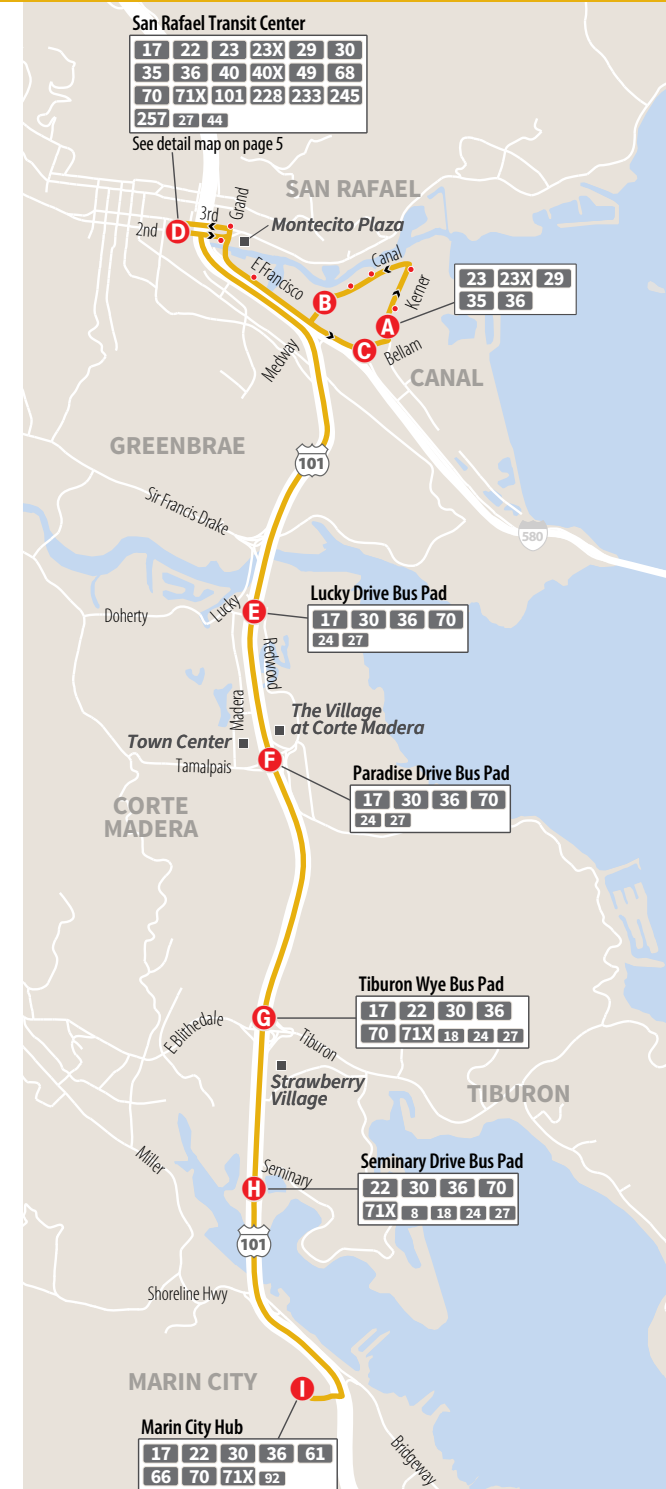 San Rafael Transit Center
17 22 23 23X 29 30
35 36 40 40X 49 68
70 71X 101 228 233 245
257 27 44
See detail map on page 5
SAN RAFAEL
Grand
3rd
2nd
D
Montecito Plaza
Canal
E Francisco
Kerner
B
23 23X 29
35 36
A
C
Bellam
Medway
CANAL
GREENBRAE
101
Sir Francis Drake
580
Lucky Drive Bus Pad
17 30 36 70
24 27
Lucky
E
Doherty
Redwood
Madera
The Village
at Corte Madera
Town Center
Tamalpais
F
Paradise Drive Bus Pad
17 30 36 70
24 27
CORTE
MADERA
Tiburon Wye Bus Pad
17 22 30 36
70 71X 18 24 27
G
E Blithedale
Tiburon
Strawberry
Village
TIBURON
Miller
Seminary
Seminary Drive Bus Pad
22 30 36 70
71X 8 18 24 27
H
101
Shoreline Hwy
MARIN CITY
I
Marin City Hub
17 22 30 36 61
66 70 71X 92
Bridgeway